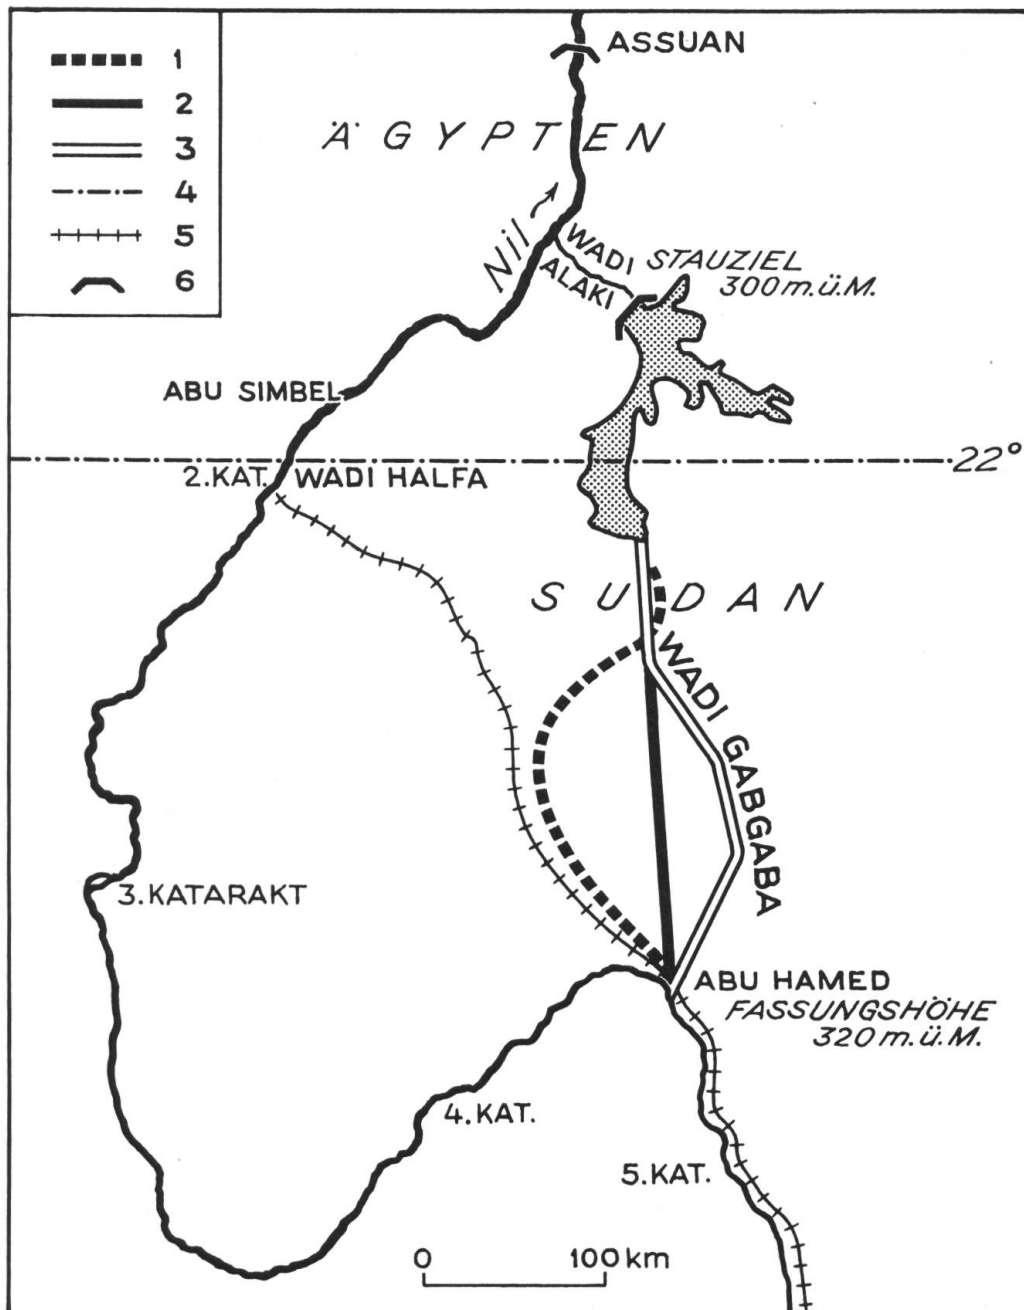 1
2
3
4
5
6
ASSUAN
ÄGYPTEN
Nil
WADI
ALAKI
STAUZIEL
300 m.ü.M.
ABU SIMBEL
22°
2.KAT. WADI HALFA
SUDAN
WADI GABGABA
3.KATARAKT
ABU HAMED
FASSUNGSHÖHE
320 m.ü.M.
4.KAT.
5.KAT.
0 100 km